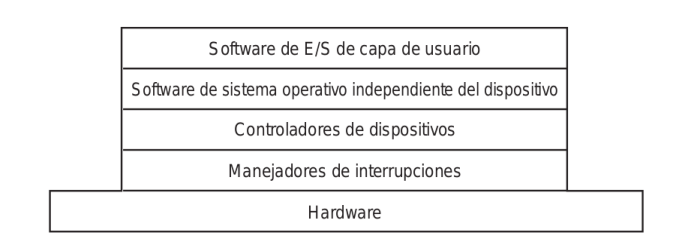 Software de E/S de capa de usuario
Software de sistema operativo independiente del dispositivo
Controladores de dispositivos
Manejadores de interrupciones
Hardware